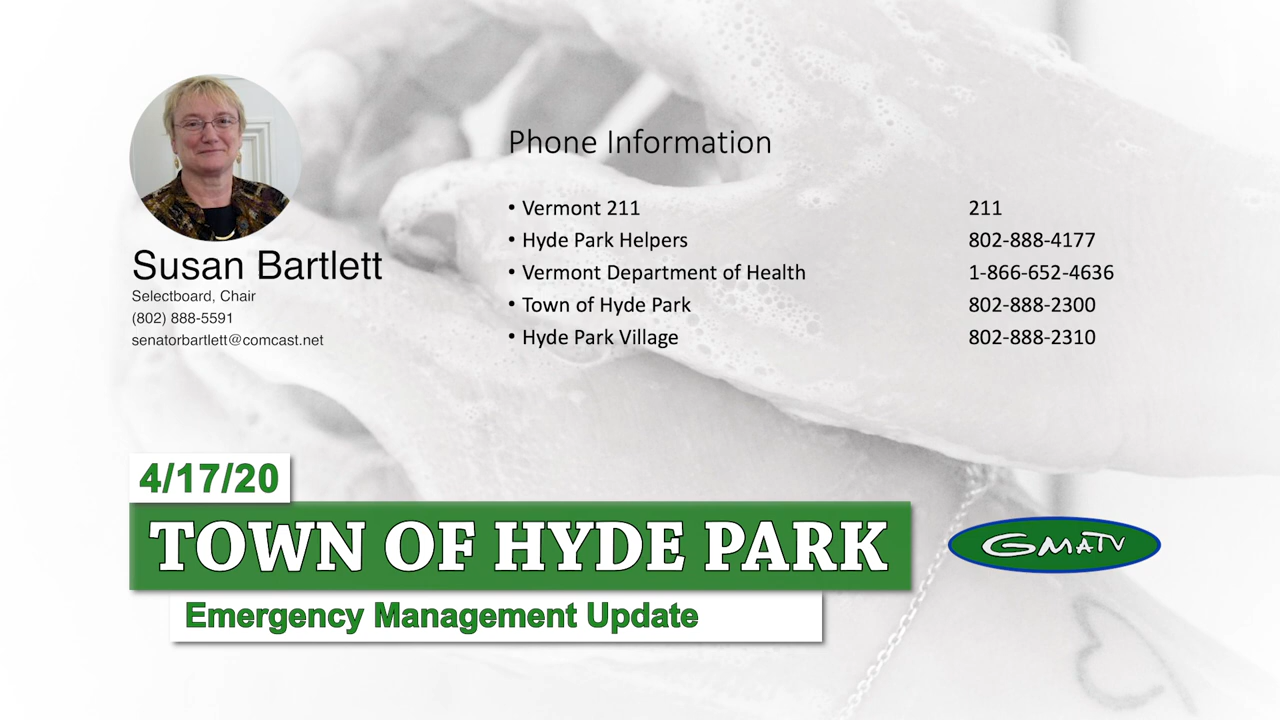 Susan Bartlett
Selectboard, Chair
(802) 888-5591
senatorbartlett@comcast.net
Phone Information
• Vermont 211 211
• Hyde Park Helpers 802-888-4177
• Vermont Department of Health 1-866-652-4636
• Town of Hyde Park 802-888-2300
• Hyde Park Village 802-888-2310
4/17/20
TOWN OF HYDE PARK
GMATV
Emergency Management Update